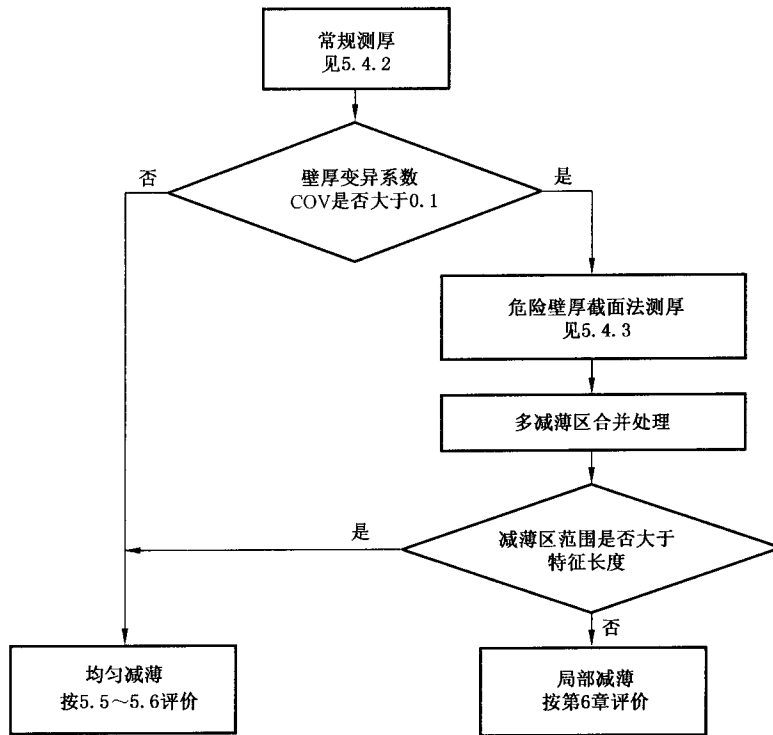 常规测厚
见5.4.2
否
壁厚变异系数
COV是否大于0.1
是
危险壁厚截面法测厚
见5.4.3
多减薄区合并处理
是
减薄区范围是否大于
特征长度
否
均匀减薄
按5.5～5.6评价
局部减薄
按第6章评价